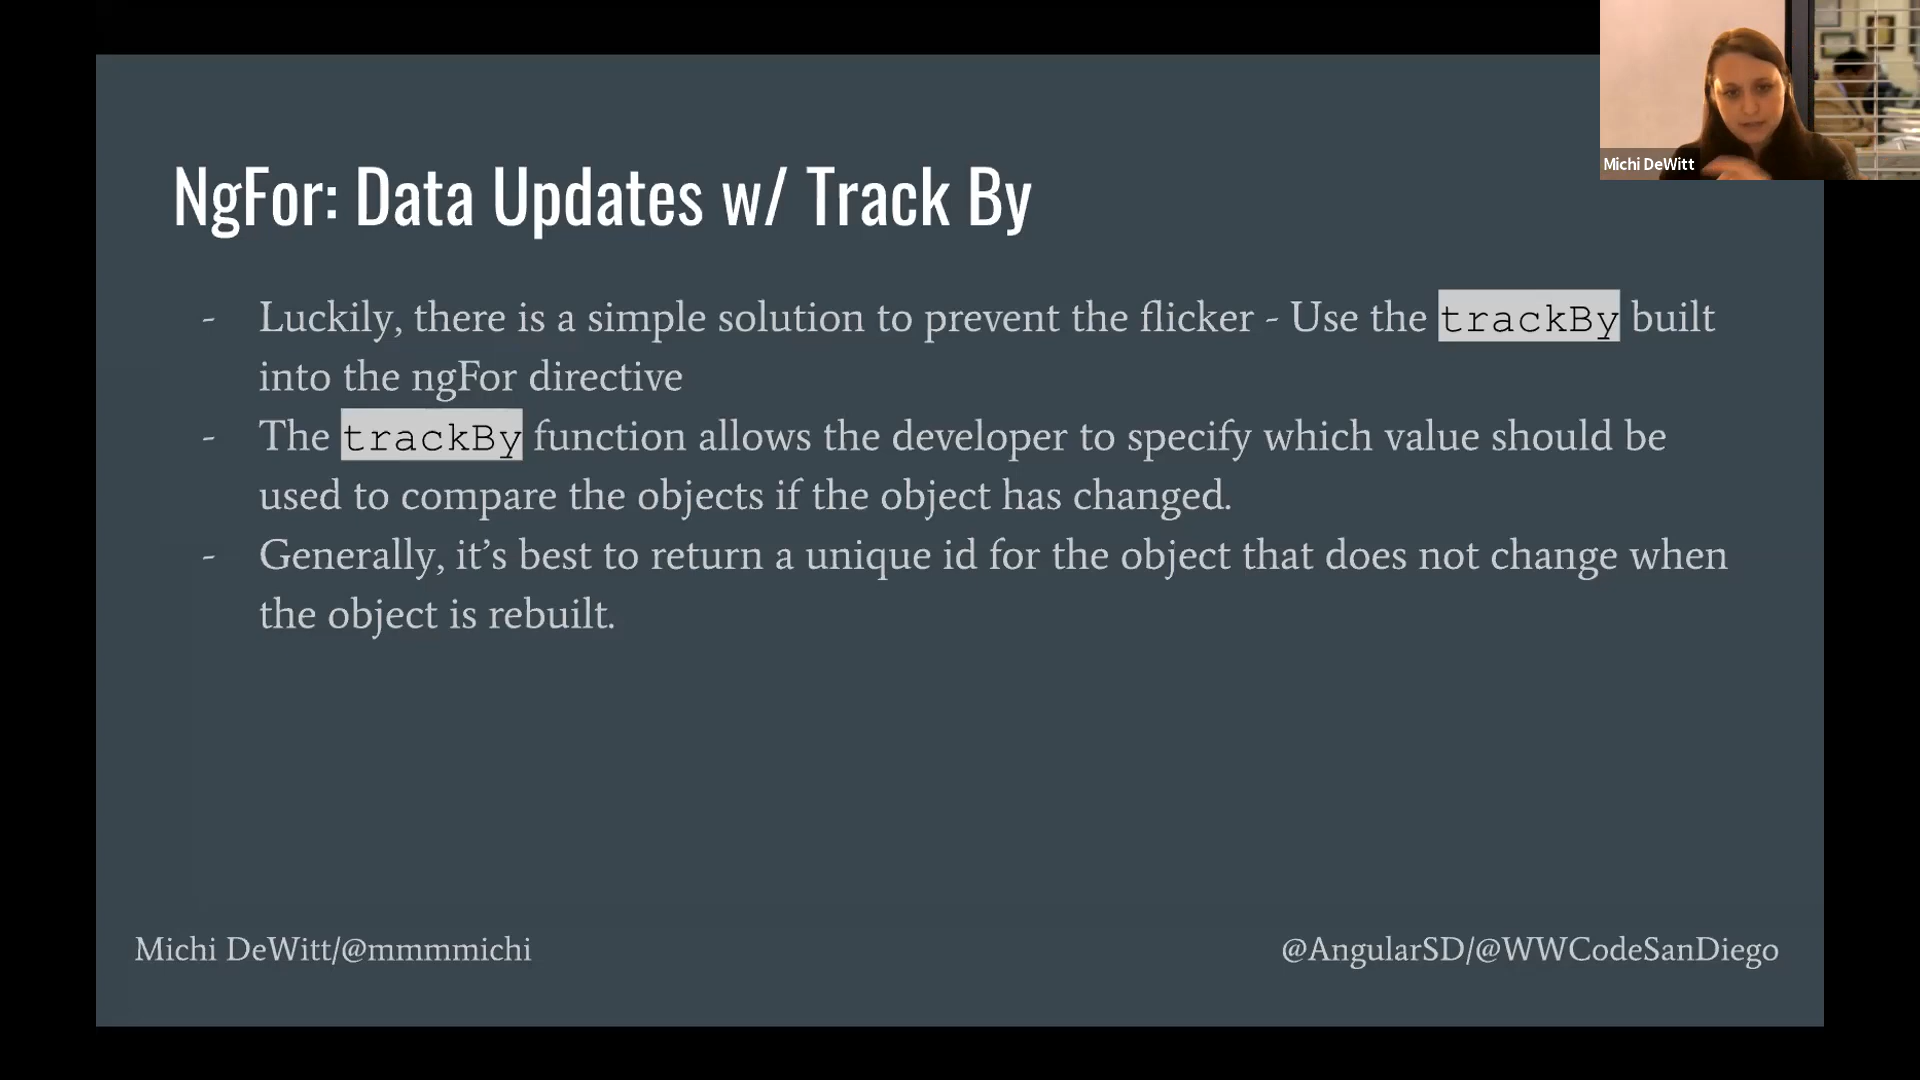 Michi DeWitt
NgFor: Data Updates w/ Track By
- Luckily, there is a simple solution to prevent the flicker - Use the trackBy built
into the ngFor directive
- The trackBy function allows the developer to specify which value should be
used to compare the objects if the object has changed.
- Generally, it’s best to return a unique id for the object that does not change when
the object is rebuilt.
Michi DeWitt/@mmmmichi
@AngularSD/@WWCodeSanDiego